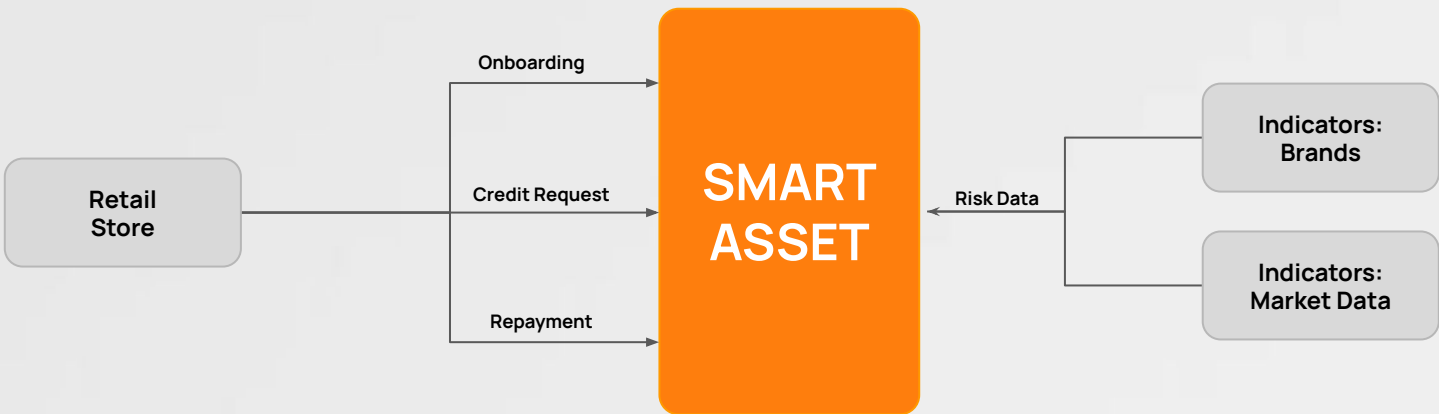 Retail
Store
Onboarding
Credit Request
Repayment
SMART
ASSET
Risk Data
Indicators:
Brands
Indicators:
Market Data